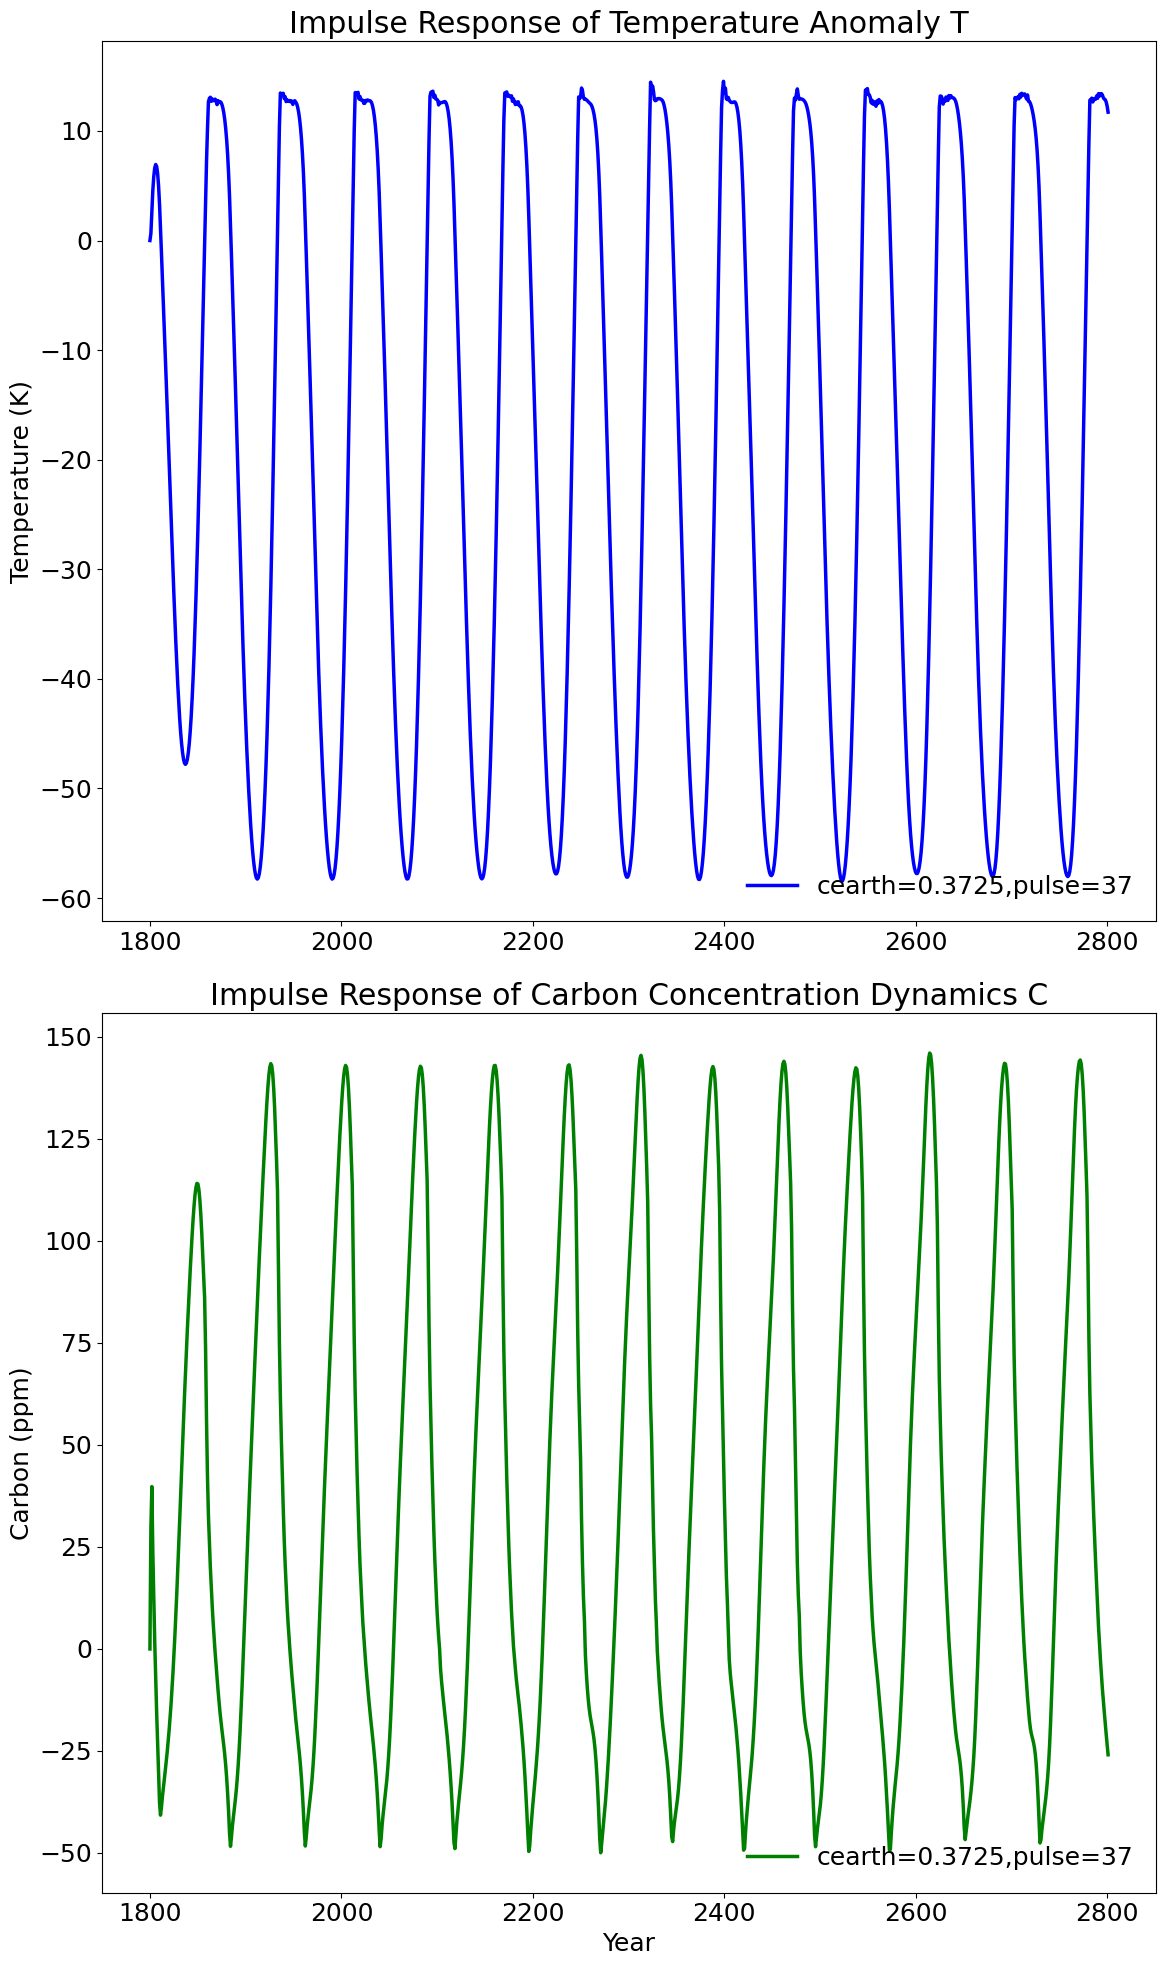 Impulse Response of Temperature Anomaly T
Temperature (K)
10
0
−10
−20
−30
−40
−50
−60
cearth=0.3725,pulse=37
1800 2000 2200 2400 2600 2800
Impulse Response of Carbon Concentration Dynamics C
Carbon (ppm)
150
125
100
75
50
25
0
−25
−50
cearth=0.3725,pulse=37
1800 2000 2200 2400 2600 2800
Year